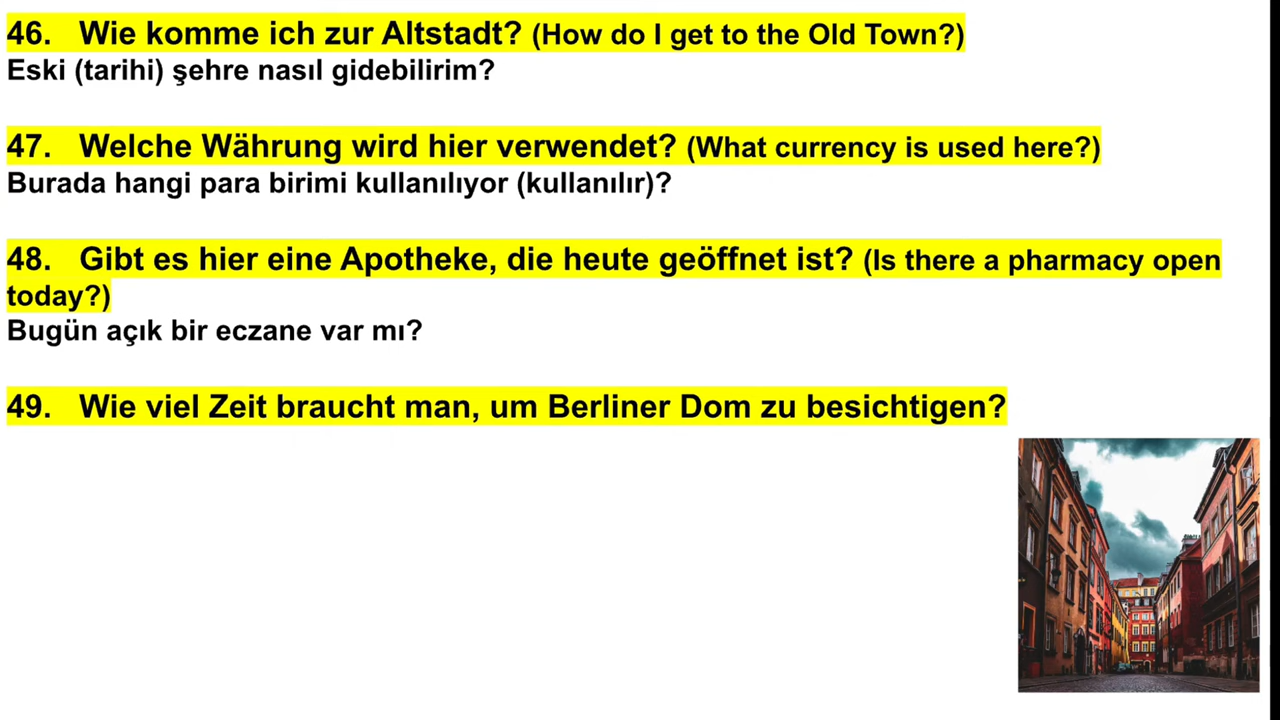 46. Wie komme ich zur Altstadt? (How do I get to the Old Town?)
Eski (tarihi) şehre nasıl gidebilirim?
47. Welche Währung wird hier verwendet? (What currency is used here?)
Burada hangi para birimi kullanılıyor (kullanılır)?
48. Gibt es hier eine Apotheke, die heute geöffnet ist? (Is there a pharmacy open
today?)
Bugün açık bir eczane var mı?
49. Wie viel Zeit braucht man, um Berliner Dom zu besichtigen?